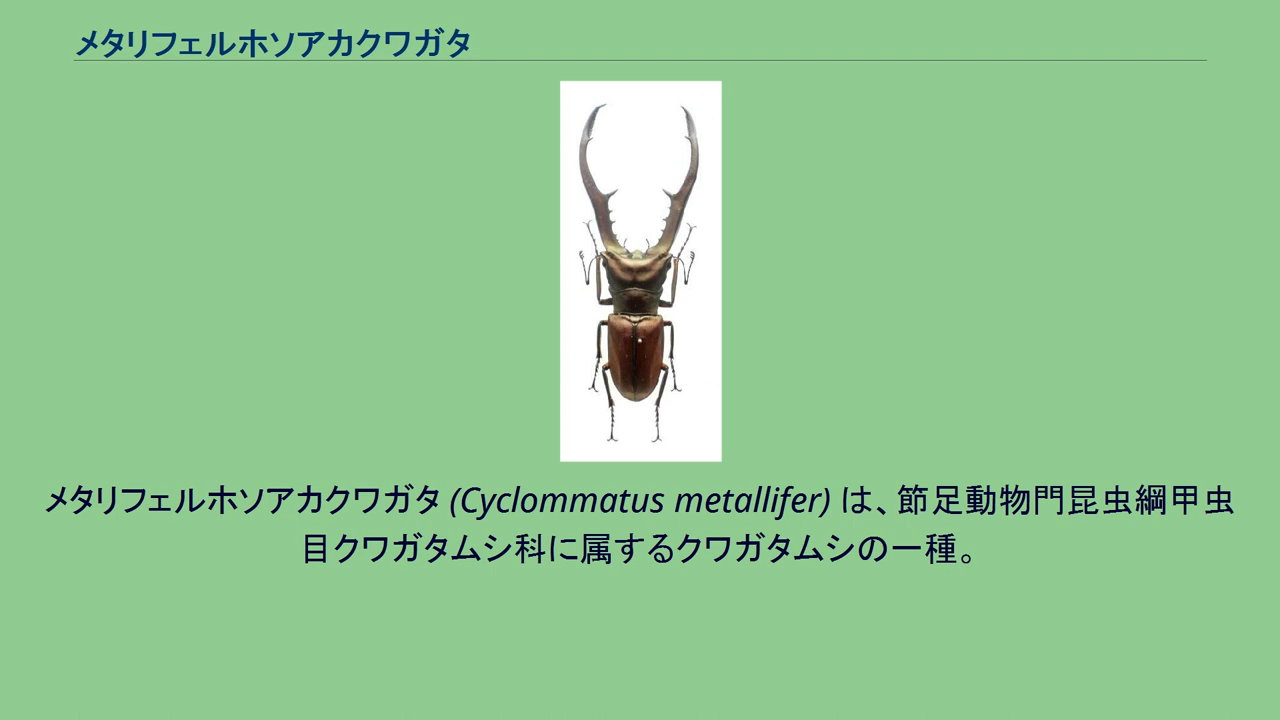 メタリフェルホソアカクワガタ
メタリフェルホソアカクワガタ (Cyclommatus metallifer) は、節足動物門昆虫綱甲虫
目クワガタムシ科に属するクワガタムシの一種。